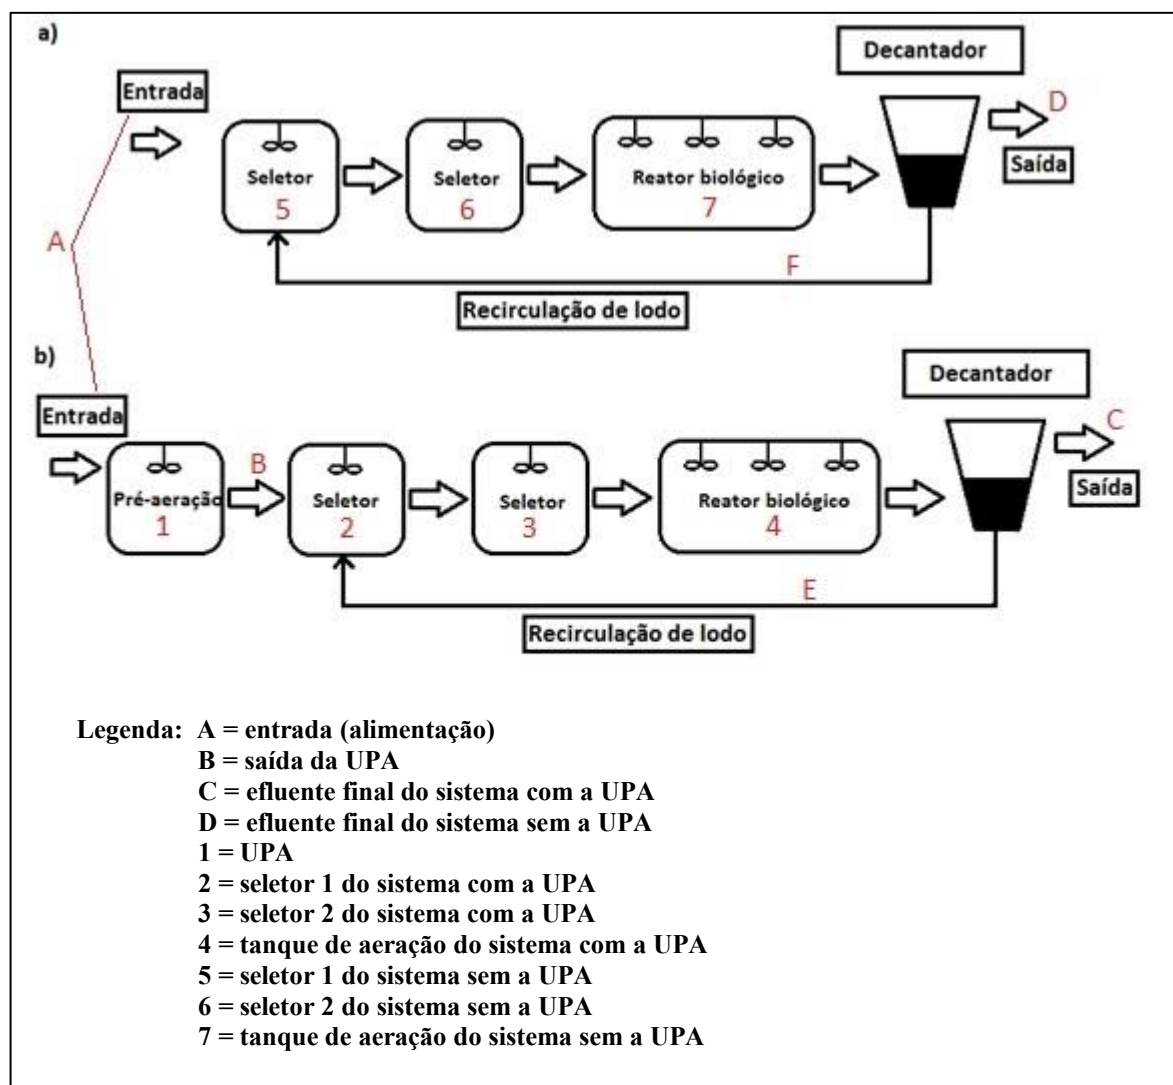 a)
Decantador
Entrada
D
Seletor
Seletor
Reator biológico
Saída
5
6
7
A
F
Recirculação de lodo
b)
Decantador
Entrada
C
B
Pré-aeração
Seletor
Seletor
Reator biológico
Saída
1
2
3
4
E
Recirculação de lodo
Legenda: A = entrada (alimentação)
B = saída da UPA
C = efluente final do sistema com a UPA
D = efluente final do sistema sem a UPA
1 = UPA
2 = seletor 1 do sistema com a UPA
3 = seletor 2 do sistema com a UPA
4 = tanque de aeração do sistema com a UPA
5 = seletor 1 do sistema sem a UPA
6 = seletor 2 do sistema sem a UPA
7 = tanque de aeração do sistema sem a UPA